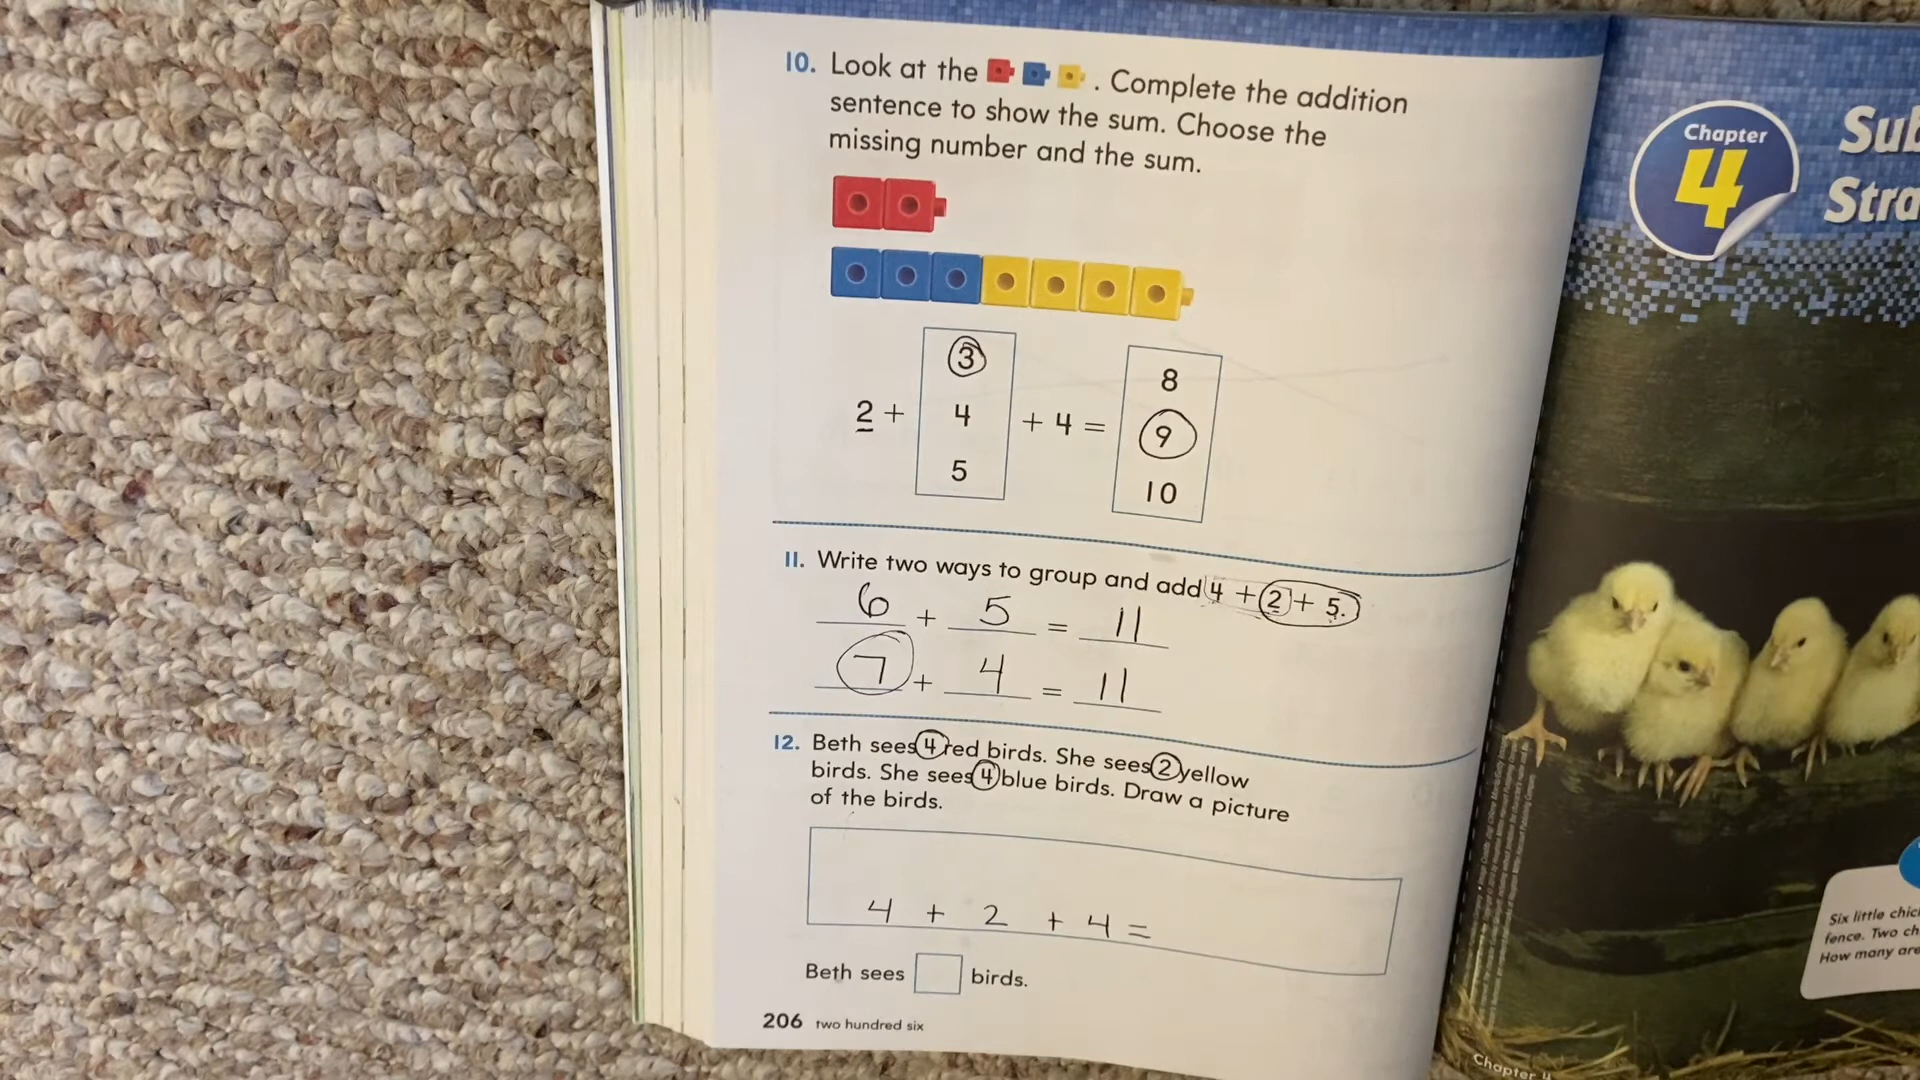 10. Look at the . Complete the addition
sentence to show the sum. Choose the
missing number and the sum.
3
4
5
2 + + 4 =
8
9
10
11. Write two ways to group and add 4 + 2 + 5.
6 + 5 = 11
7 + 4 = 11
12. Beth sees 4 red birds. She sees 2 yellow
birds. She sees 4 blue birds. Draw a picture
of the birds.
4 + 2 + 4 =
Beth sees birds.
206 two hundred six
Chapter
4
Six little
fence. Two
How many are
Chapter 4